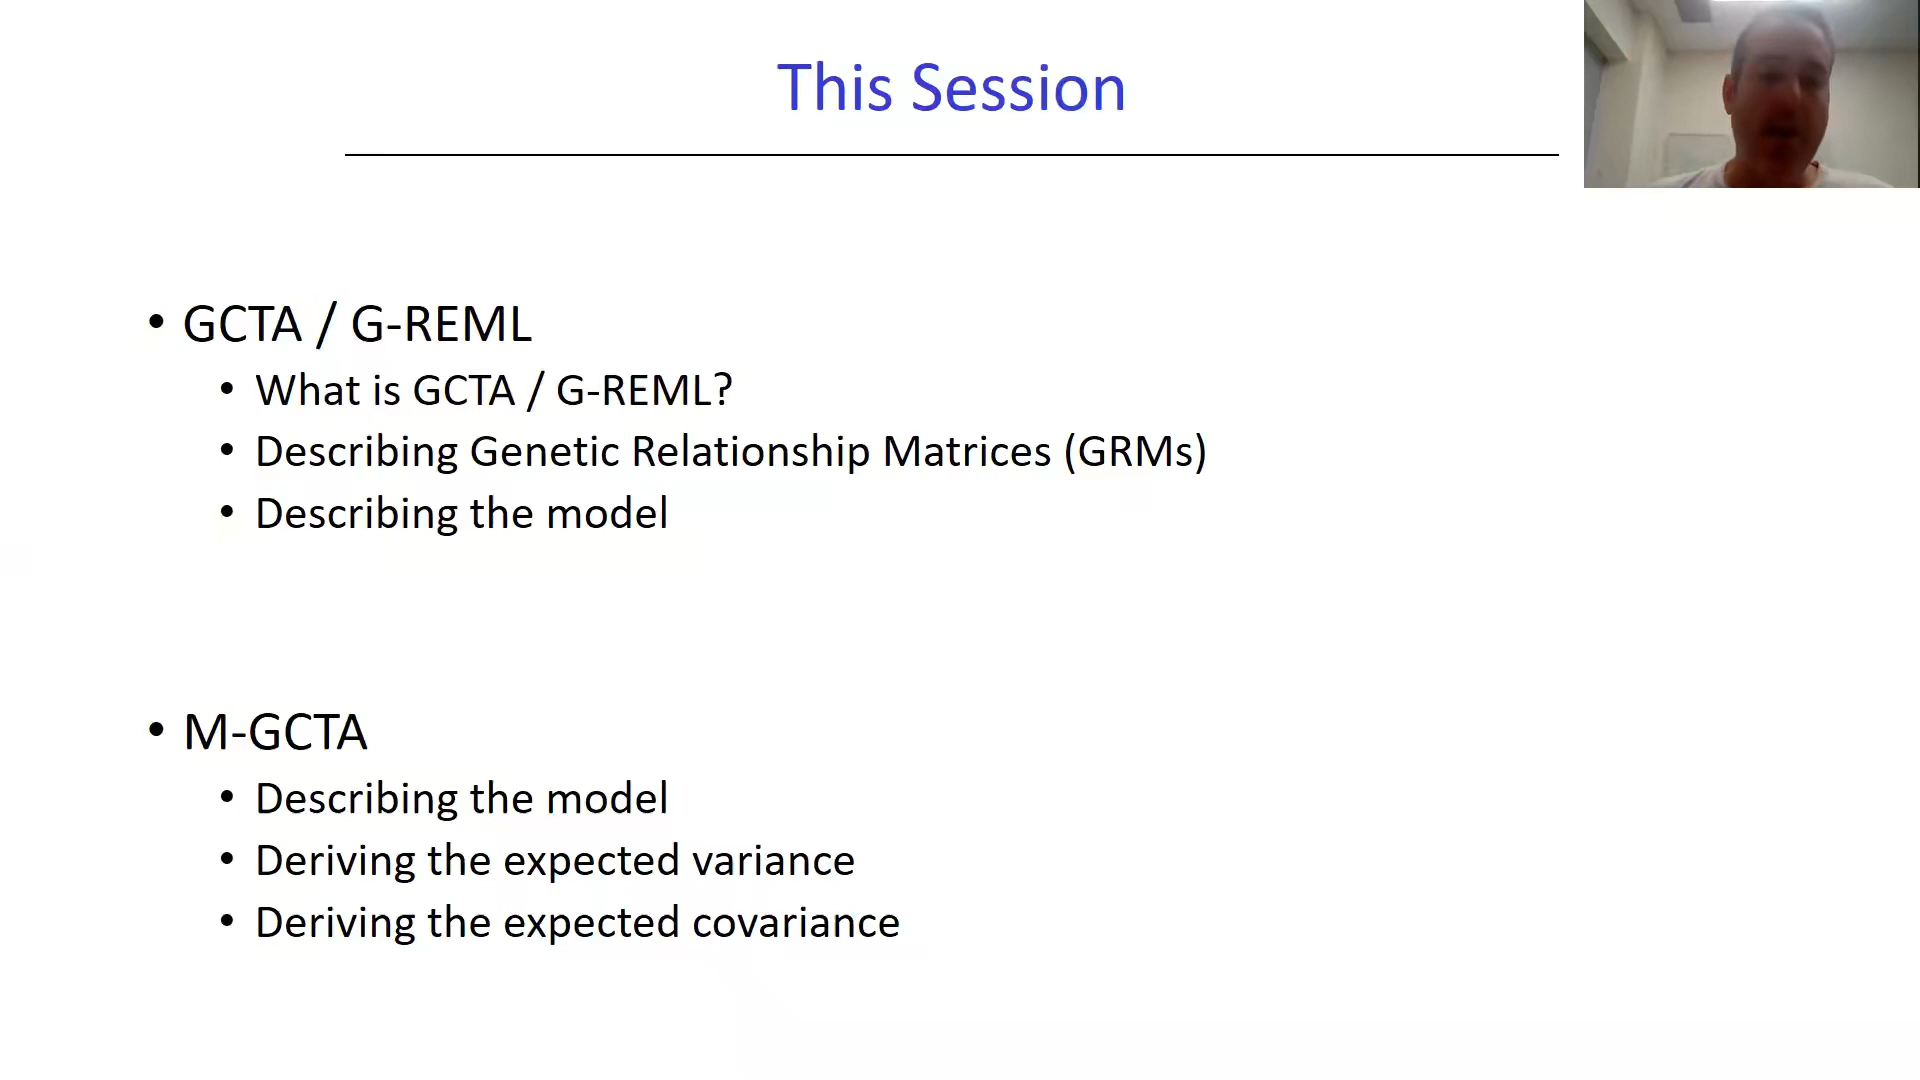 This Session
• GCTA / G-REML
• What is GCTA / G-REML?
• Describing Genetic Relationship Matrices (GRMs)
• Describing the model
• M-GCTA
• Describing the model
• Deriving the expected variance
• Deriving the expected covariance